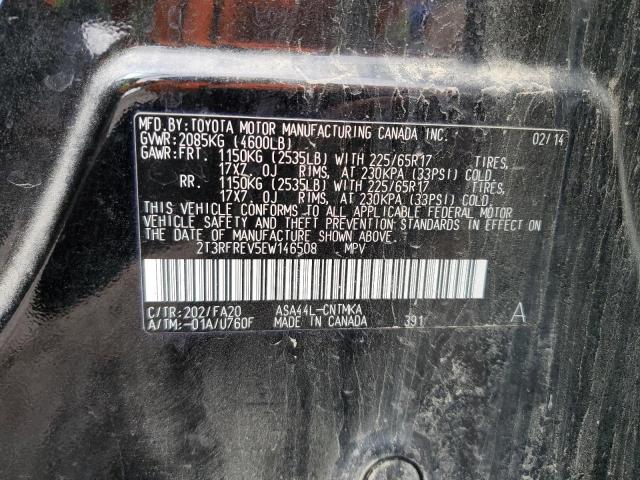 MFD.BY:TOYOTA MOTOR MANUFACTURING CANADA INC. 02/14
GVWR:2085KG (4600LB)
GAWR:FRT. 1150KG (2535LB) WITH 225/65R17 TIRES,
17X7.0J RIMS, AT 230KPA (33PSI) COLD.
RR. 1150KG (2535LB) WITH 225/65R17 TIRES,
17X7.0J RIMS, AT 230KPA (33PSI) COLD.
THIS VEHICLE CONFORMS TO ALL APPLICABLE FEDERAL MOTOR
VEHICLE SAFETY AND THEFT PREVENTION STANDARDS IN EFFECT ON
THE DATE OF MANUFACTURE SHOWN ABOVE.
2T3RFREV5EW146508 MPV
C/TR:202/FA20 ASA44L-CNTMKA A
A/TM:-01A/U760F MADE IN CANADA 391